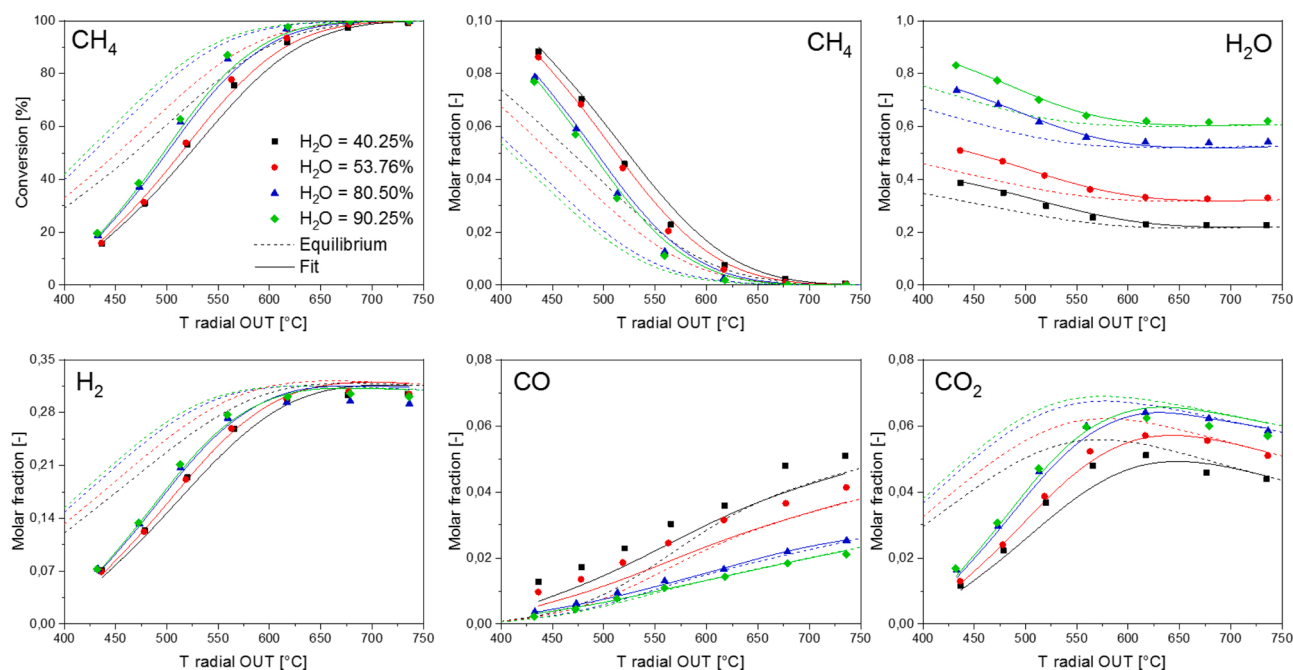 CH4
Conversion [%]
100
80
60
40
20
0
H2O = 40.25%
H2O = 53.76%
H2O = 80.50%
H2O = 90.25%
Equilibrium
Fit
400 450 500 550 600 650 700 750
T radial OUT [°C]
CH4
Molar fraction [-]
0,10
0,08
0,06
0,04
0,02
0,00
400 450 500 550 600 650 700 750
T radial OUT [°C]
H2O
Molar fraction [-]
1,0
0,8
0,6
0,4
0,2
0,0
400 450 500 550 600 650 700 750
T radial OUT [°C]
H2
Molar fraction [-]
0,35
0,28
0,21
0,14
0,07
0,00
400 450 500 550 600 650 700 750
T radial OUT [°C]
CO
Molar fraction [-]
0,08
0,06
0,04
0,02
0,00
400 450 500 550 600 650 700 750
T radial OUT [°C]
CO2
Molar fraction [-]
0,08
0,06
0,04
0,02
0,00
400 450 500 550 600 650 700 750
T radial OUT [°C]